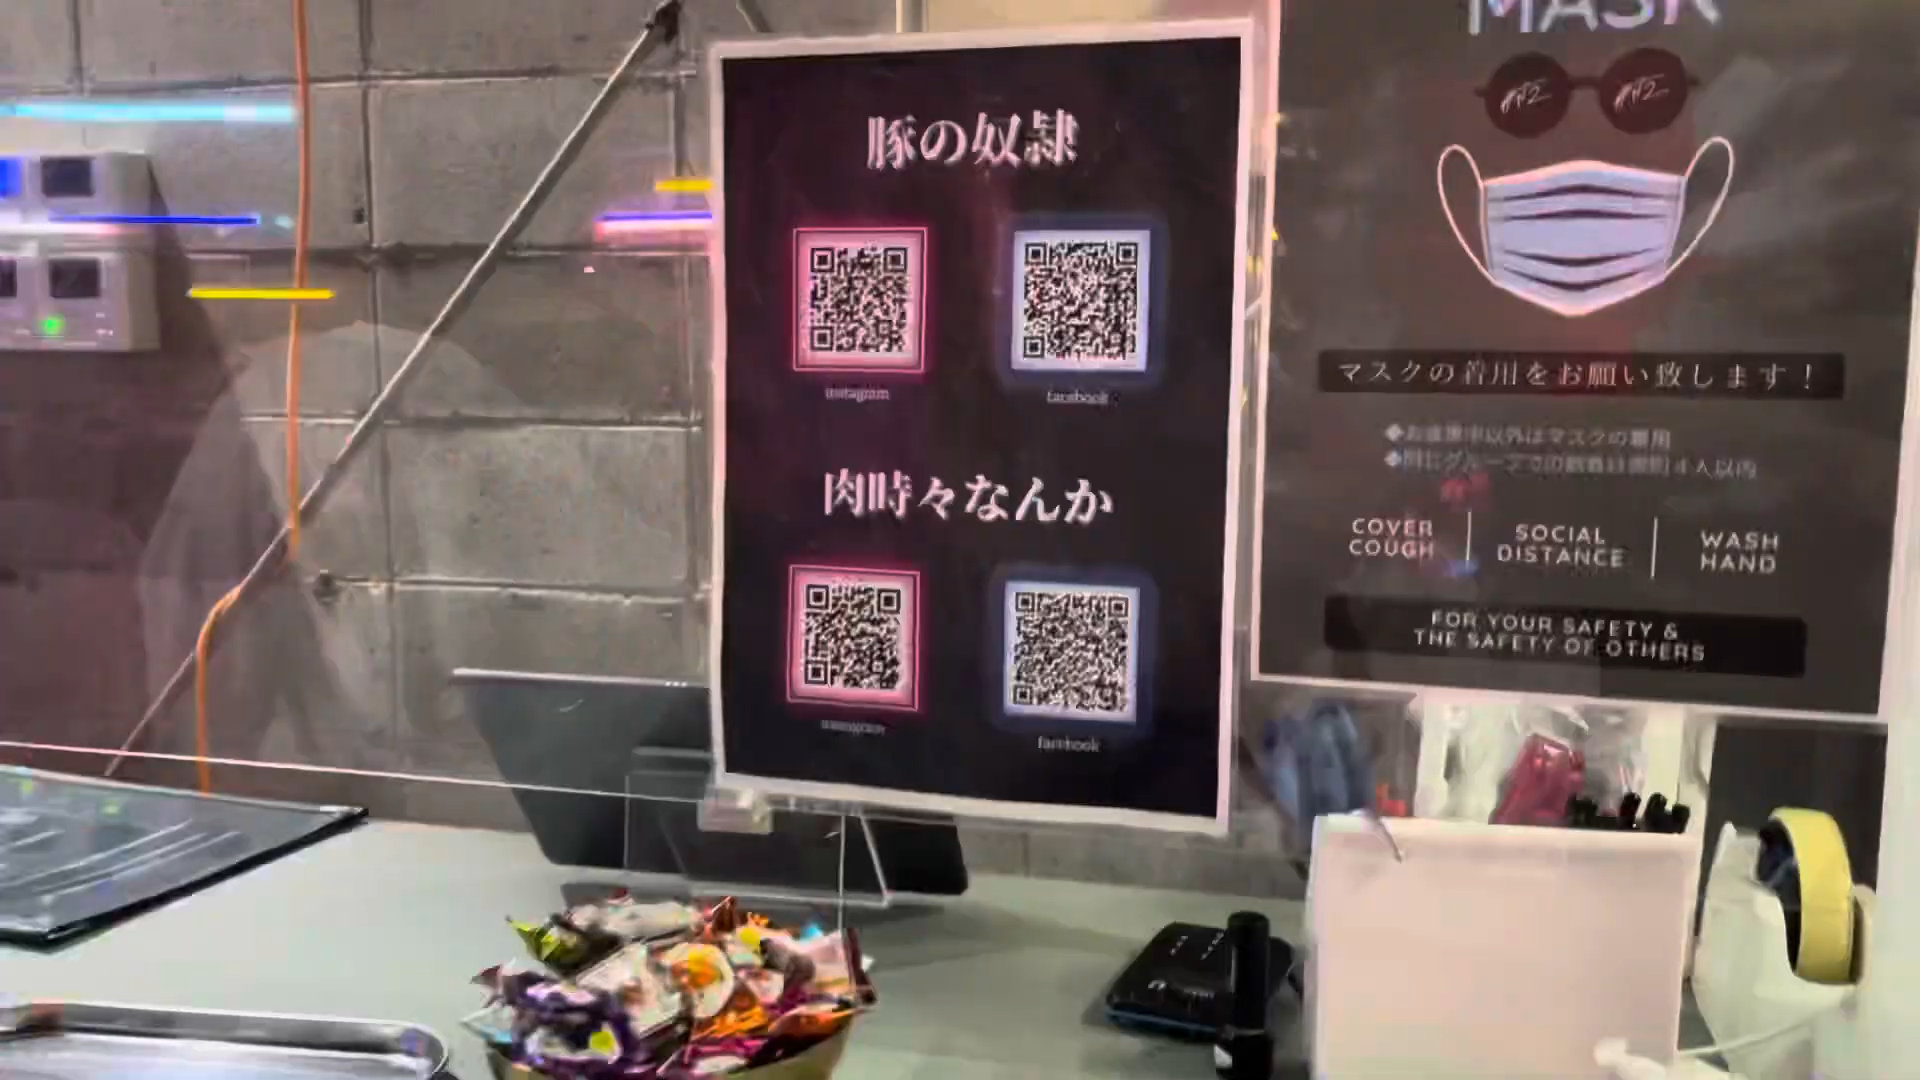 豚の奴隷
instagram
facebook
肉時々なんか
instagram
facebook
MASK
マスクの着用をお願い致します!
COVER
COUGH
SOCIAL
DISTANCE
WASH
HAND
FOR YOUR SAFETY &
THE SAFETY OF OTHERS